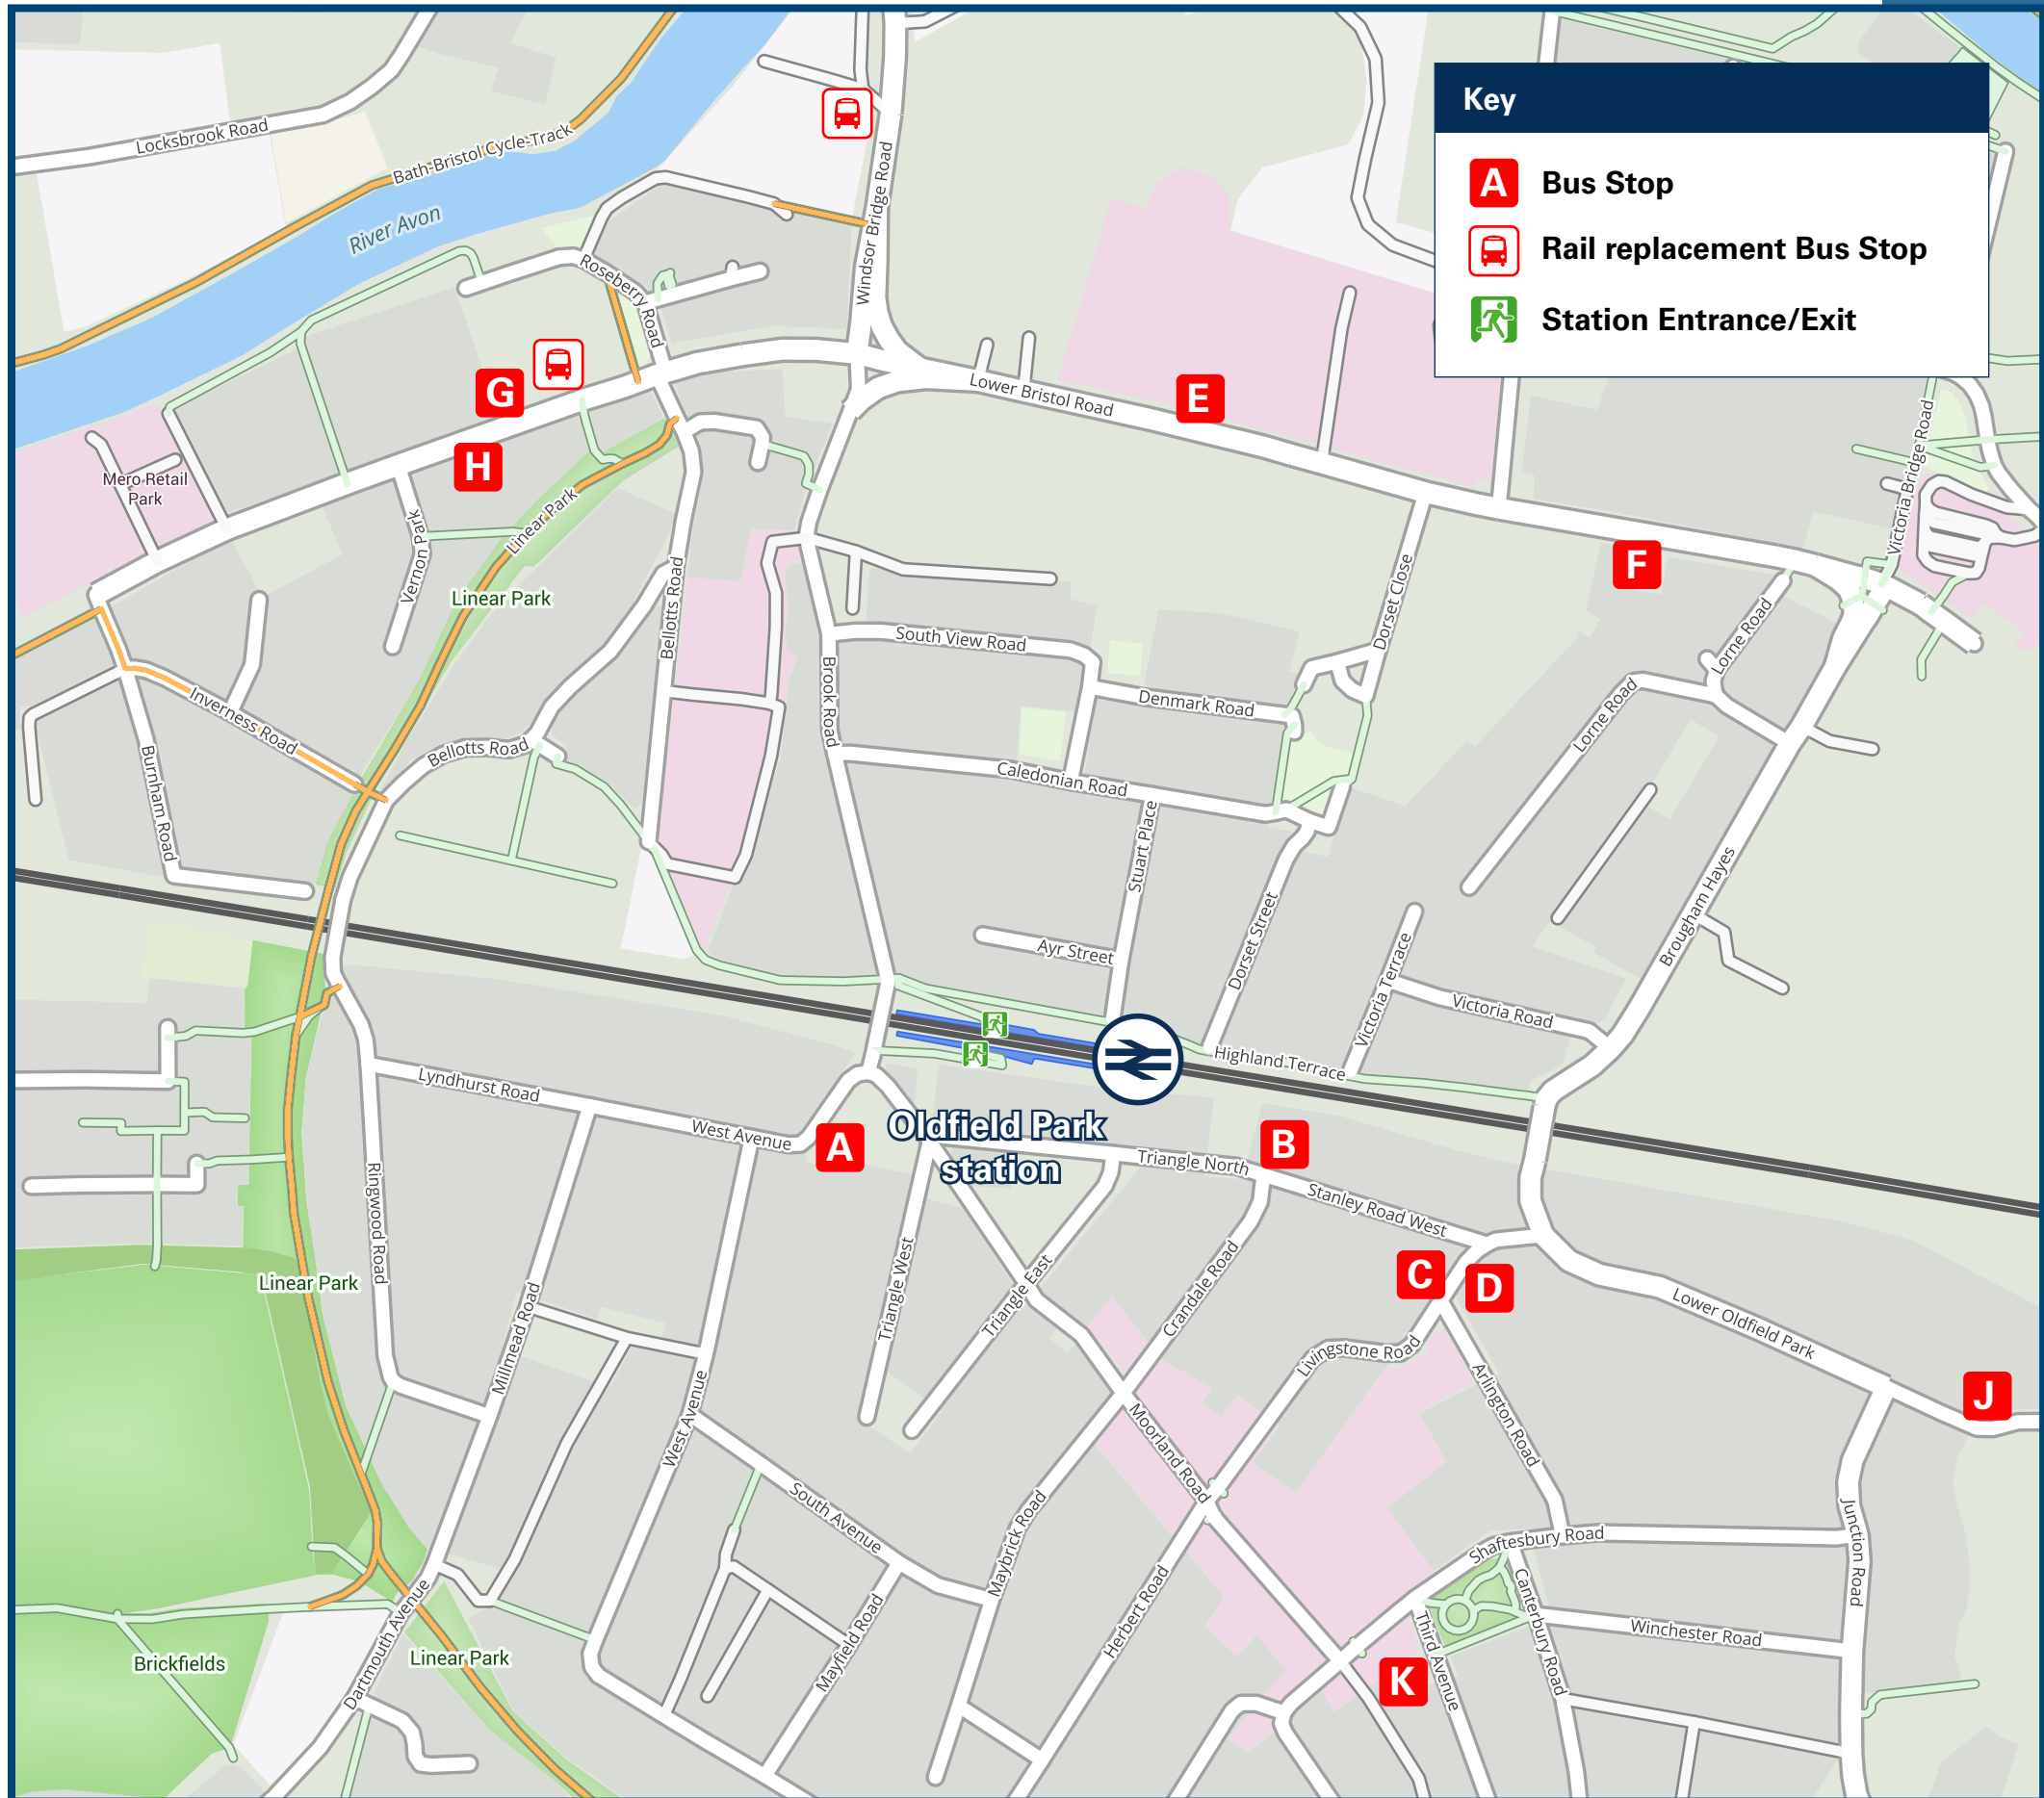 Key
A Bus Stop
Rail replacement Bus Stop
Station Entrance/Exit
Locksbrook Road
Bath-Bristol Cycle-Track
River Avon
Windsor Bridge Road
Roseberry Road
G
H
E
Lower Bristol Road
Mero Retail
Park
Vernon Park
Linear Park
Linear Park
Victoria Bridge Road
F
Bellotts Road
Dorset Close
Lorne Road
South View Road
Brook Road
Denmark Road
Lorne Road
Inverness Road
Bellotts Road
Burnham Road
Caledonian Road
Stuart Place
Brougham Hayes
Ayr Street
Dorset Street
Victoria Terrace
Victoria Road
Highland Terrace
Lyndhurst Road
West Avenue
A
Oldfield Park
station
B
Triangle North
Stanley Road West
Ringwood Road
Linear Park
Millmead Road
Triangle West
Triangle East
Crandale Road
C
D
Livingstone Road
Lower Oldfield Park
J
Arlington Road
West Avenue
Moorland Road
South Avenue
Maybrick Road
Shaftesbury Road
Junction Road
Herbert Road
Mayfield Road
Canterbury Road
Winchester Road
Third Avenue
K
Dartmouth Avenue
Brickfields
Linear Park